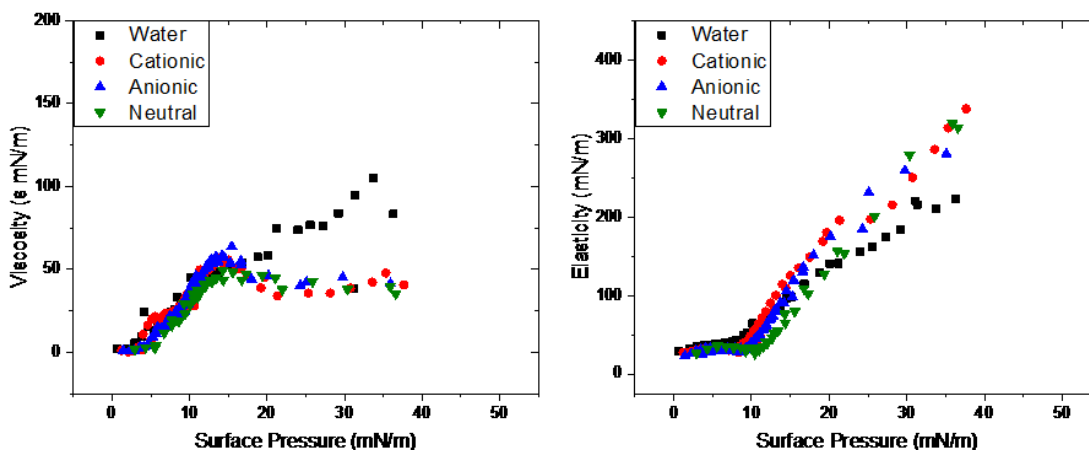 200
150
100
50
0
Viscosity (s mN/m)
Water
Cationic
Anionic
Neutral
0 10 20 30 40 50
Surface Pressure (mN/m)
400
300
200
100
0
Elasticity (mN/m)
Water
Cationic
Anionic
Neutral
0 10 20 30 40 50
Surface Pressure (mN/m)